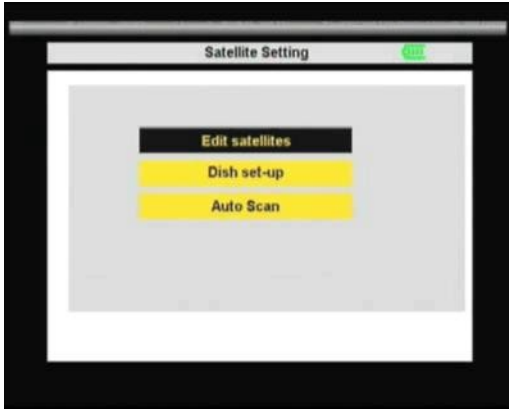 Satellite Setting
Edit satellites
Dish set-up
Auto Scan